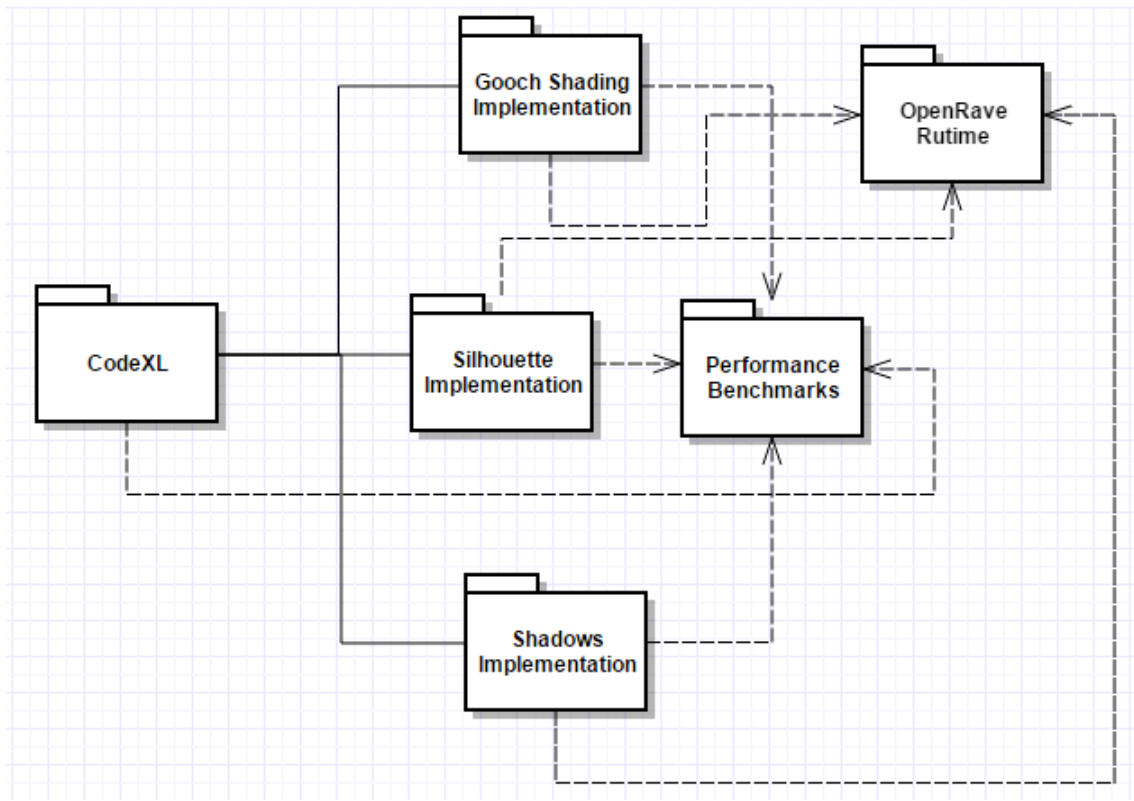 Gooch Shading
Implementation
OpenRave
Rutime
CodeXL
Silhouette
Implementation
Performance
Benchmarks
Shadows
Implementation